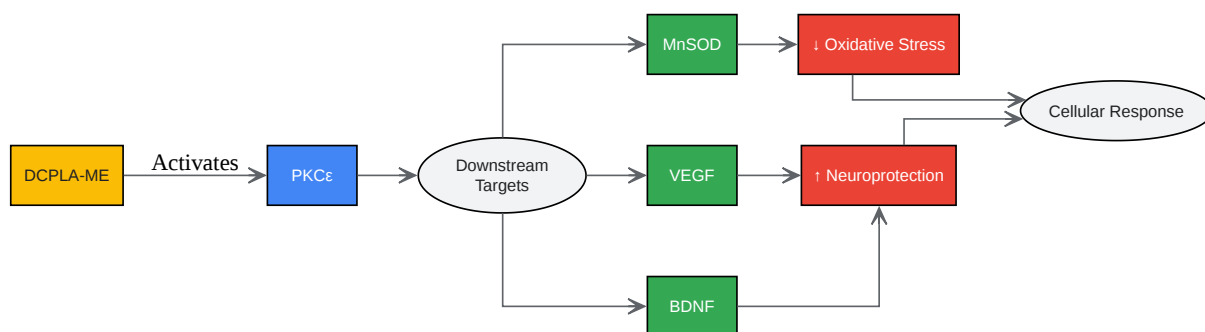 DCPLA-ME
Activates
PKCε
Downstream
Targets
MnSOD
↓ Oxidative Stress
VEGF
↑ Neuroprotection
BDNF
Cellular Response